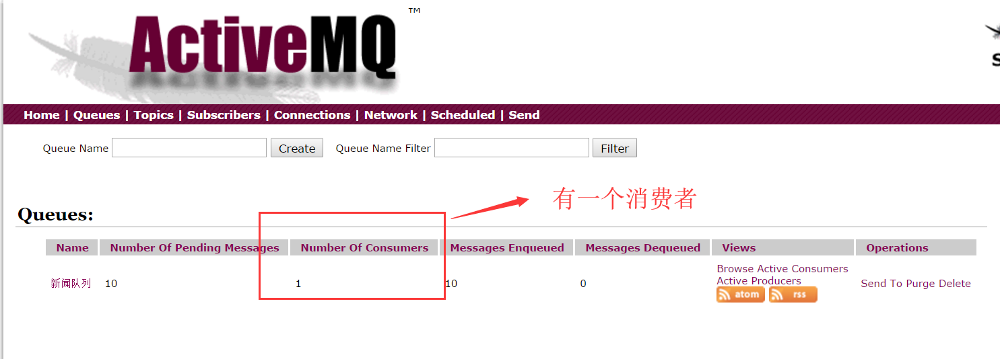 ActiveMQ™
S
Home | Queues | Topics | Subscribers | Connections | Network | Scheduled | Send
Queue Name Create Queue Name Filter Filter
有一个消费者
Queues:
Name Number Of Pending Messages Number Of Consumers Messages Enqueued Messages Dequeued Views Operations
新闻队列 10 1 10 0 Browse Active Consumers
Active Producers
atom rss
Send To Purge Delete